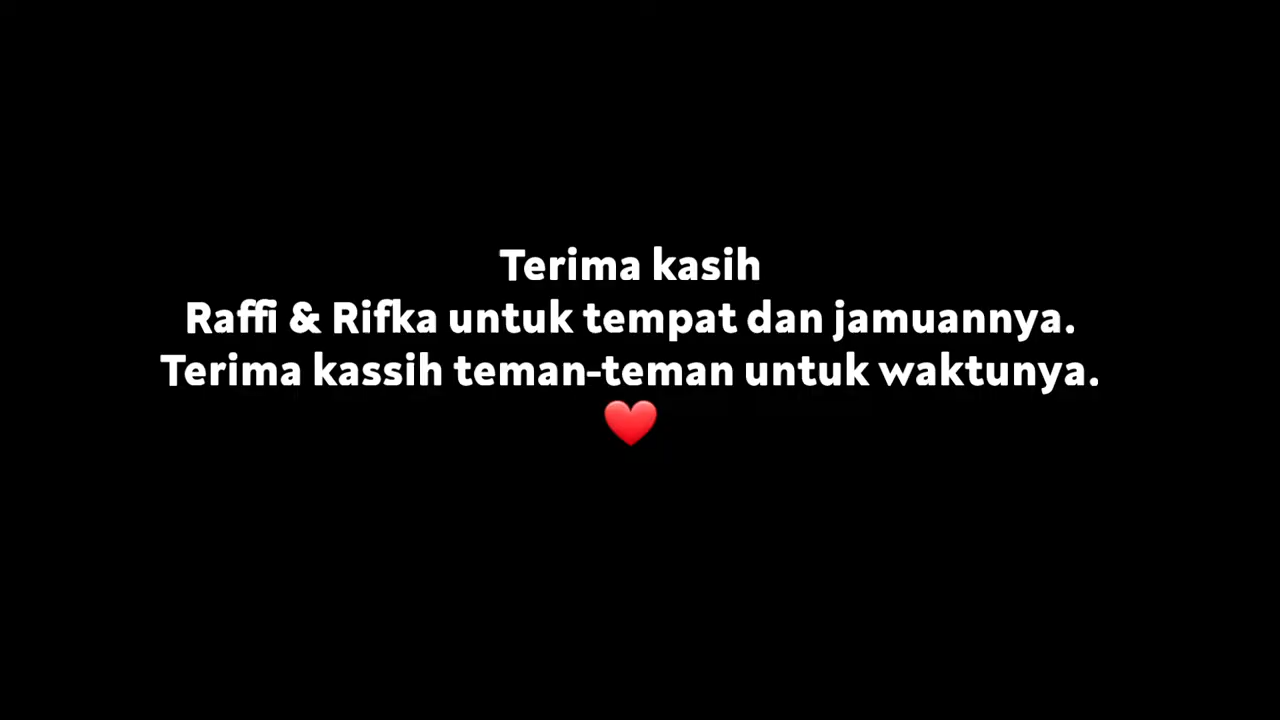 Terima kasih
Raffi & Rifka untuk tempat dan jamuannya.
Terima kassih teman-teman untuk waktunya.
❤️